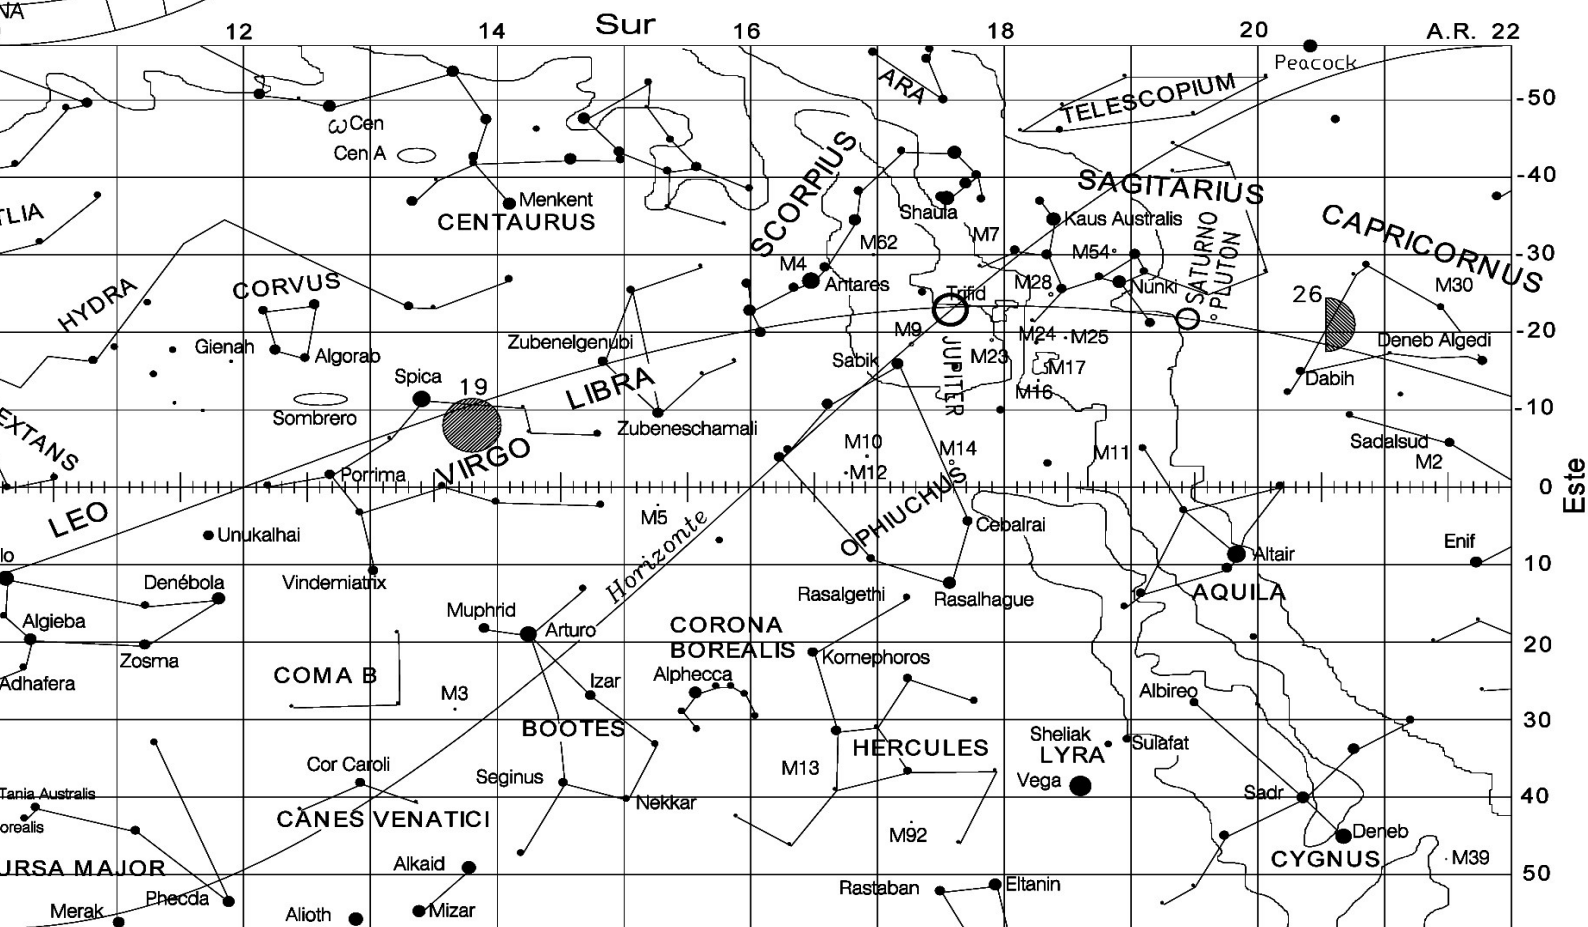 NA
12
14
Sur
16
18
20
A.R. 22
Peacock
ARA
TELESCOPIUM
-50
ωCen
Cen A
SCORPIUS
SAGITARIUS
-40
Menkent
CENTAURUS
TLIA
Shaula
Kaus Australis
CAPRICORNUS
M7
M62
M54
SATURNO
PLUTON
-30
HYDRA
CORVUS
M4
Antares
M28
Nunki
M30
26
Trifid
M9
M24
M25
-20
Gienah
Algorab
Zubenelgenubi
Sabik
JUPITER
M23
M17
M16
Deneb Algedi
Dabih
Spica
19
LIBRA
Sombrero
-10
EXTANS
Zubeneschamali
Sadalsud
M2
VIRGO
Porrima
M10
M12
M14
M11
0
Este
LEO
M5
OPHIUCHUS
Unukalhai
Cebalrai
Horizonte
Altair
Enif
lo
10
Denébola
Vindemiatrix
Rasalgethi
Rasalhague
AQUILA
Algieba
Muphrid
Arturo
CORONA
BOREALIS
20
Zosma
Kornephoros
Adhafera
COMA B
M3
Izar
Alphecca
Albireo
BOOTES
30
HERCULES
Sheliak
LYRA
Sulafat
Cor Caroli
Seginus
M13
Vega
Tania Australis
Nekkar
Sadr
40
orealis
CANES VENATICI
M92
Deneb
CYGNUS
M39
URSA MAJOR
Alkaid
50
Phecda
Rastaban
Eltanin
Merak
Alioth
Mizar